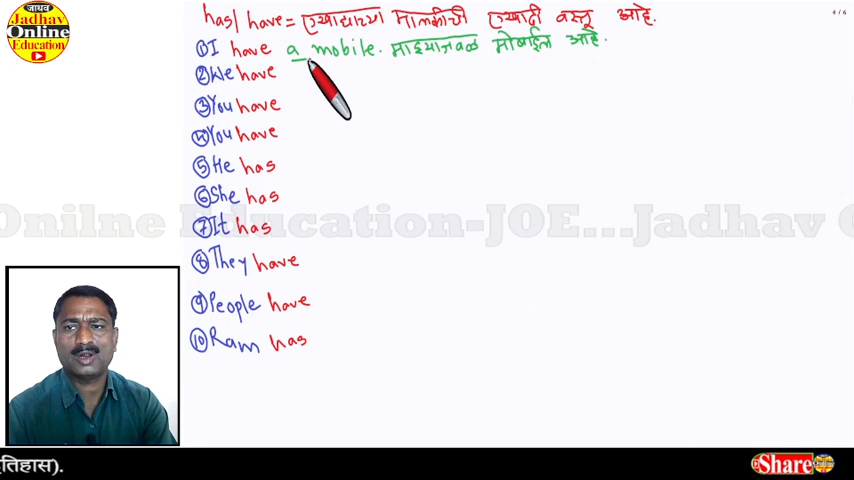 जाधव
Jadhav
Online
Education
has/ have = एखाद्याच्या मालकीची एखादी वस्तू आहे.
① I have a mobile. माझ्याजवळ मोबाईल आहे.
② We have
③ You have
④ You have
⑤ He has
⑥ She has
⑦ It has
⑧ They have
⑨ People have
⑩ Ram has
4 / 6
Onilne Education-JOE...Jadhav O
तिहास).
Share